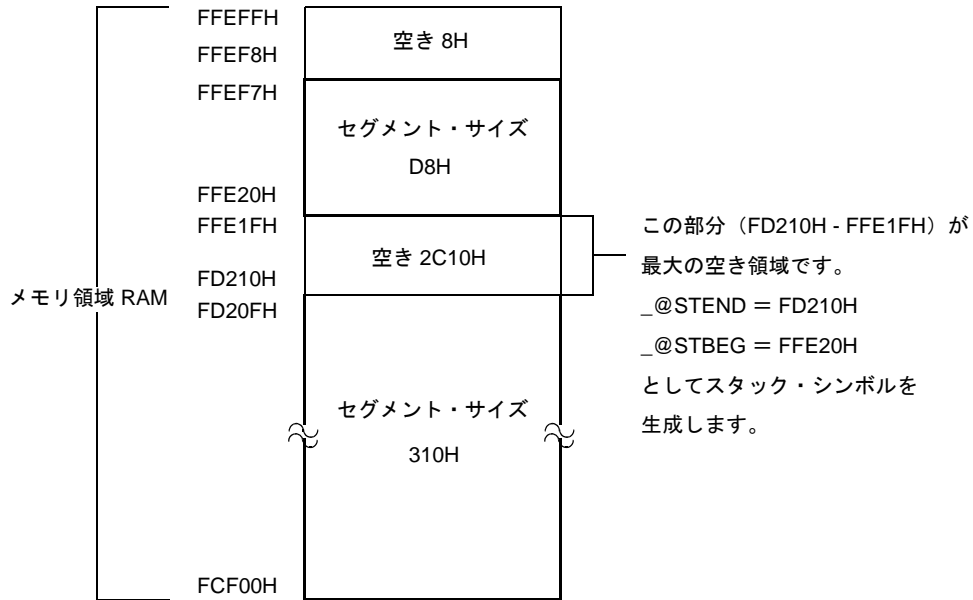 FFEFFH
空き 8H
FFEF8H
FFEF7H
セグメント・サイズ
D8H
FFE20H
FFE1FH
空き 2C10H
FD210H
メモリ領域 RAM
FD20FH
この部分（FD210H - FFE1FH）が
最大の空き領域です。
_@STEND ＝ FD210H
_@STBEG ＝ FFE20H
としてスタック・シンボルを
生成します。
セグメント・サイズ
310H
FCF00H